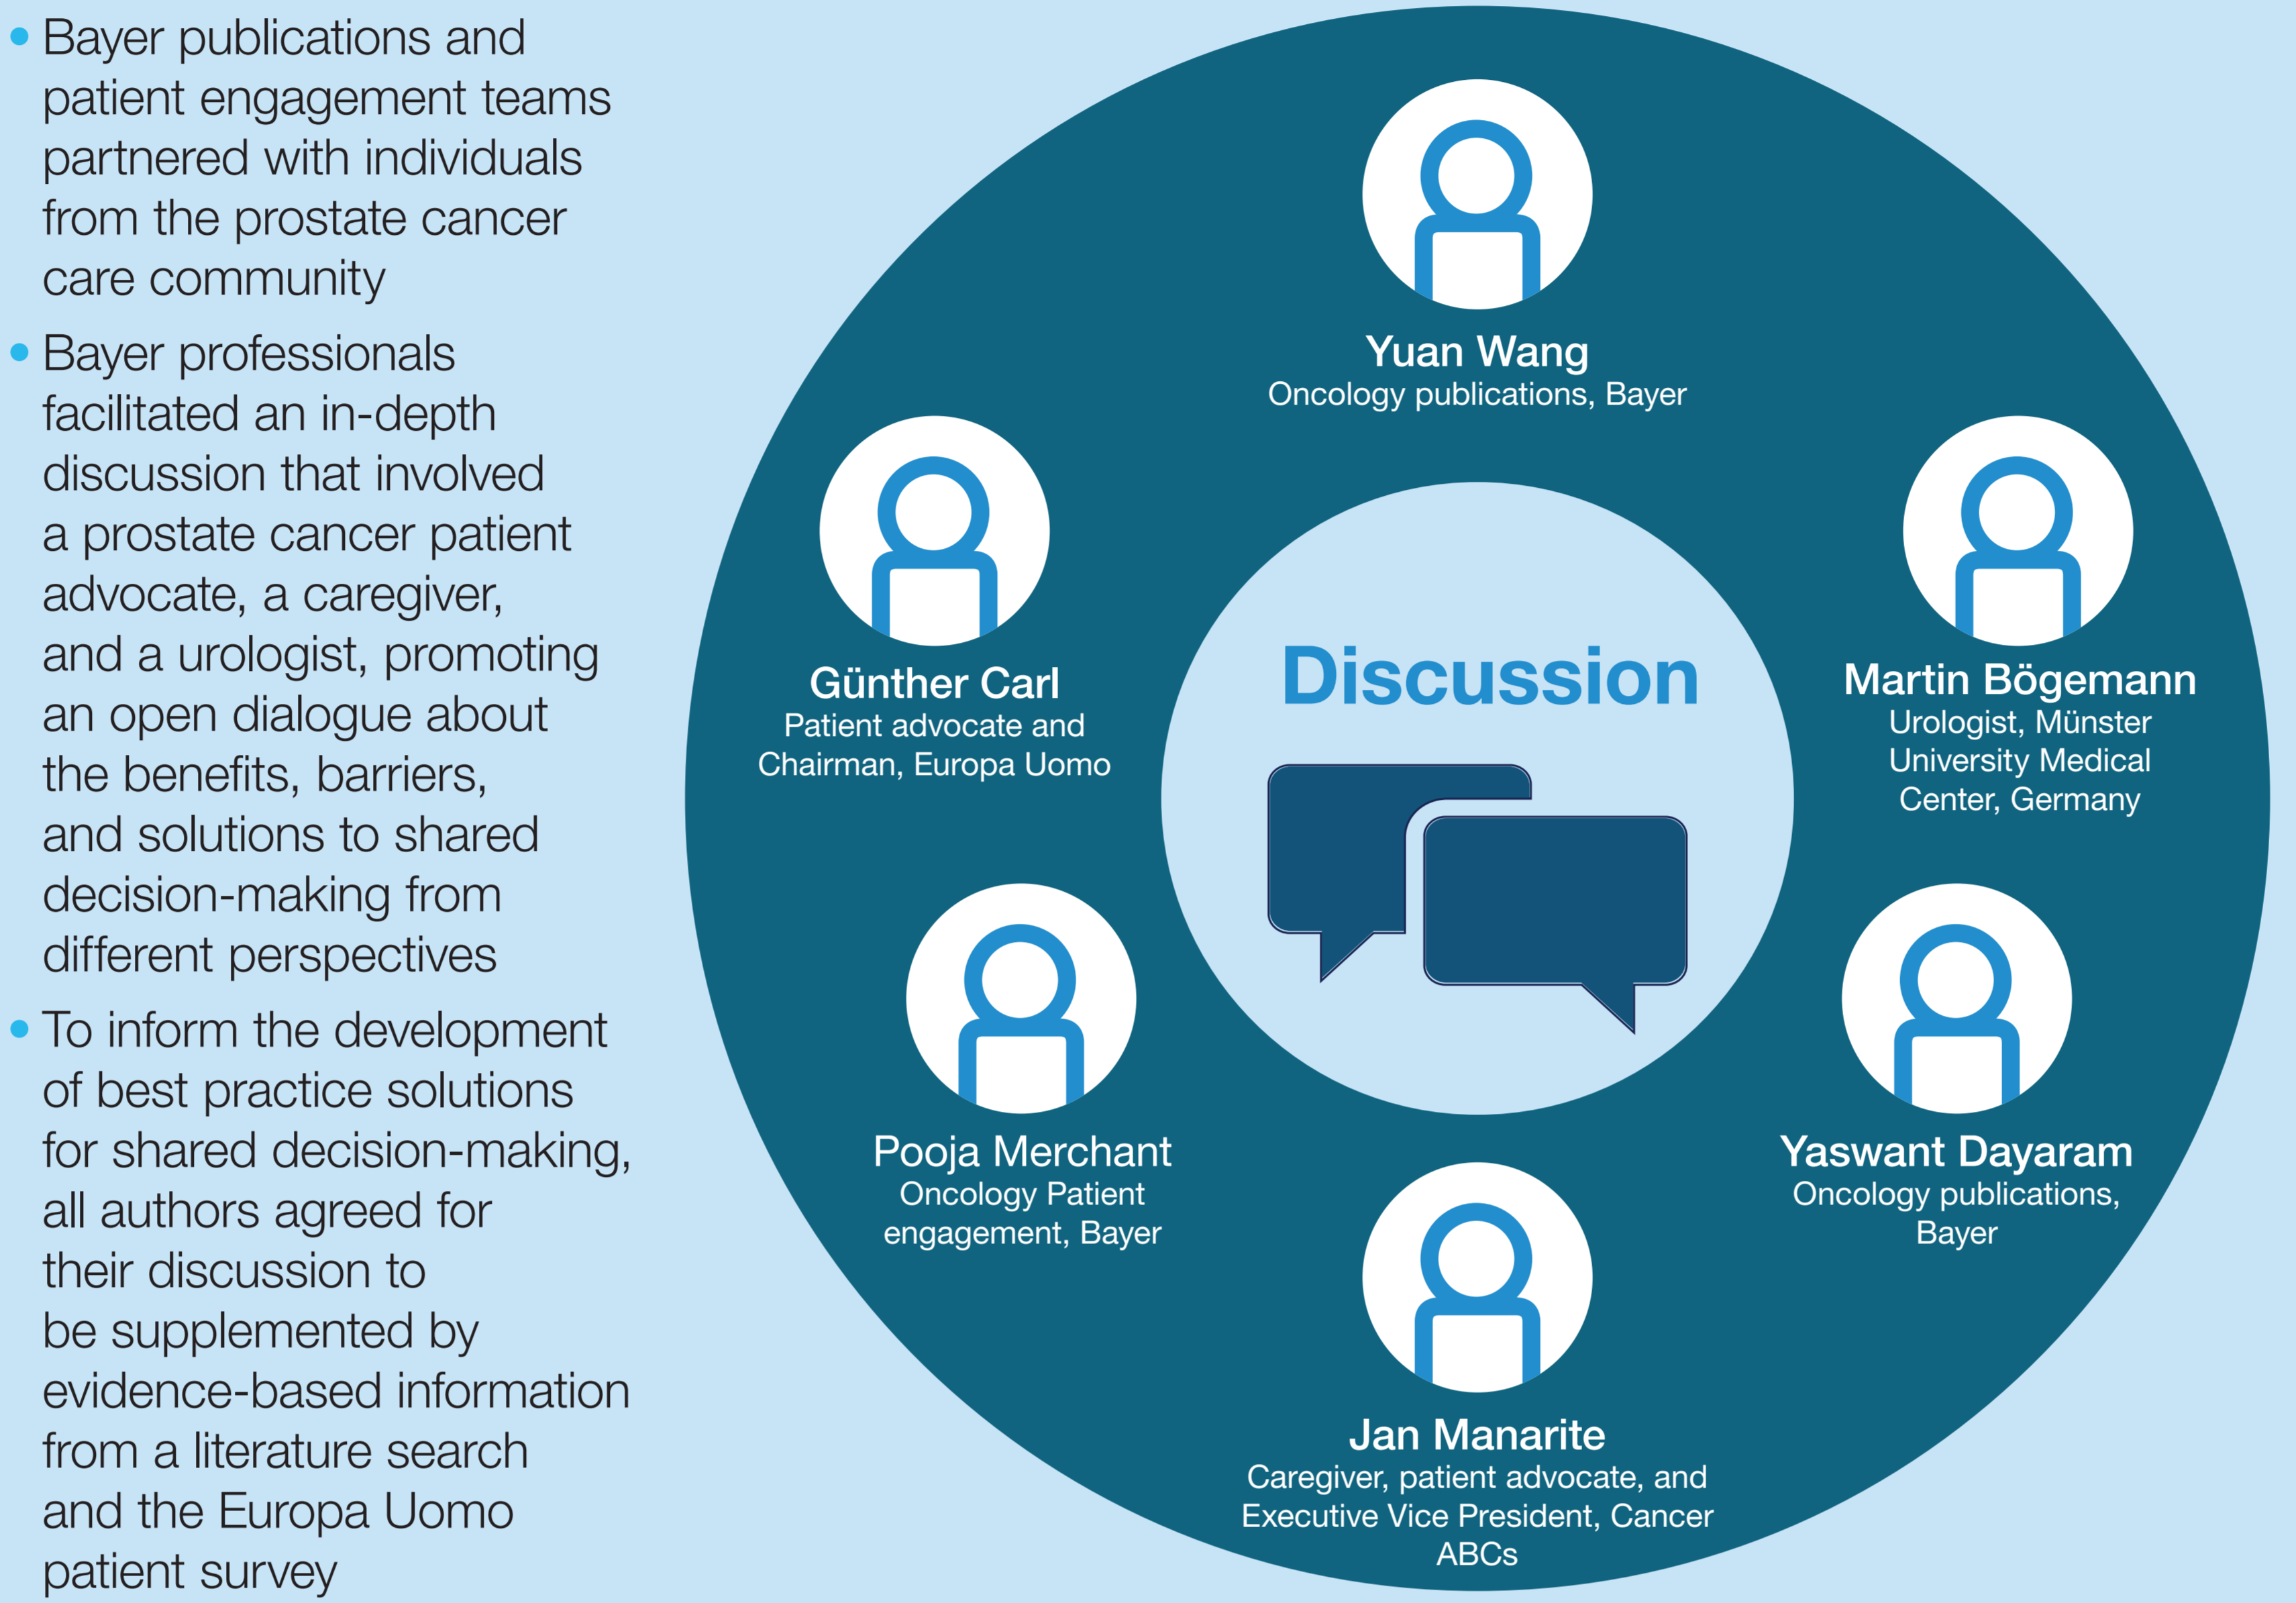 • Bayer publications and
patient engagement teams
partnered with individuals
from the prostate cancer
care community
• Bayer professionals
facilitated an in-depth
discussion that involved
a prostate cancer patient
advocate, a caregiver,
and a urologist, promoting
an open dialogue about
the benefits, barriers,
and solutions to shared
decision-making from
different perspectives
• To inform the development
of best practice solutions
for shared decision-making,
all authors agreed for
their discussion to
be supplemented by
evidence-based information
from a literature search
and the Europa Uomo
patient survey
Yuan Wang
Oncology publications, Bayer
Günther Carl
Patient advocate and
Chairman, Europa Uomo
Discussion
Martin Bögemann
Urologist, Münster
University Medical
Center, Germany
Pooja Merchant
Oncology Patient
engagement, Bayer
Yaswant Dayaram
Oncology publications,
Bayer
Jan Manarite
Caregiver, patient advocate, and
Executive Vice President, Cancer
ABCs